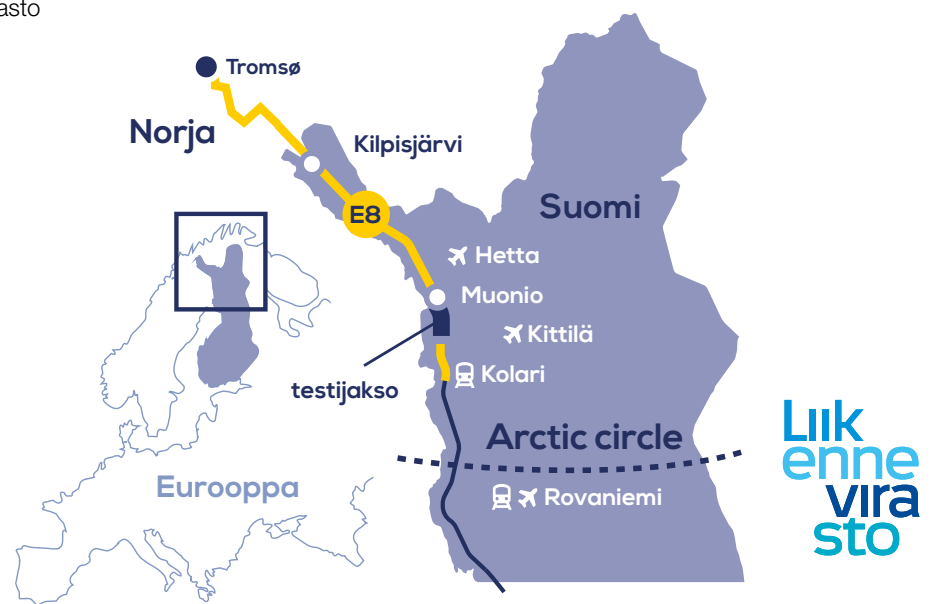 asto
Tromsø
Norja
Kilpisjärvi
E8
Suomi
Hetta
Muonio
Kittilä
testijakso
Kolari
Arctic circle
Eurooppa
Rovaniemi
Liik
enne
vira
sto